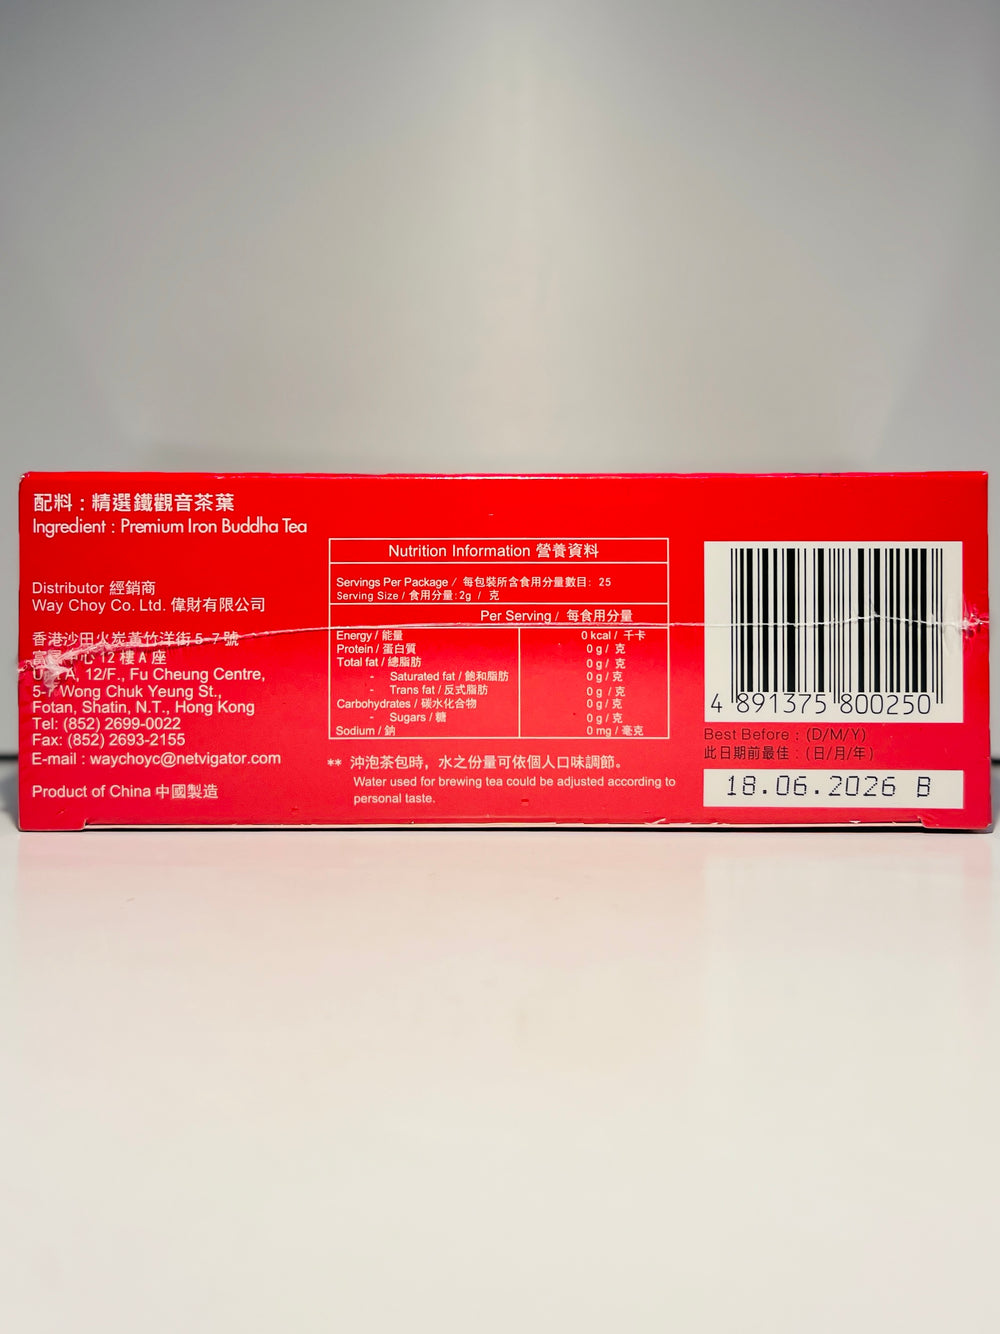 配料：精選鐵觀音茶葉
Ingredient : Premium Iron Buddha Tea
Distributor 經銷商
Way Choy Co. Ltd. 偉財有限公司
香港沙田火炭黃竹洋街 5-7 號
中心 12 樓 A 座
A, 12/F., Fu Cheung Centre,
5-7 Wong Chuk Yeung St.,
Fotan, Shatin, N.T., Hong Kong
Tel: (852) 2699-0022
Fax: (852) 2693-2155
E-mail : waychoyc@netvigator.com
Product of China 中國製造
Nutrition Information 營養資料
Servings Per Package / 每包裝所含食用分量數目: 25
Serving Size / 食用分量:2g / 克
Per Serving / 每食用分量
Energy / 能量 0 kcal / 千卡
Protein / 蛋白質 0 g / 克
Total fat / 總脂肪 0 g / 克
- Saturated fat / 飽和脂肪 0 g / 克
- Trans fat / 反式脂肪 0 g / 克
Carbohydrates / 碳水化合物 0 g / 克
- Sugars / 糖 0 g / 克
Sodium / 鈉 0 mg / 毫克
** 沖泡茶包時，水之份量可依個人口味調節。
Water used for brewing tea could be adjusted according to
personal taste.
4 891375 800250
Best Before : (D/M/Y)
此日期前最佳 : (日/月/年)
18.06.2026 B